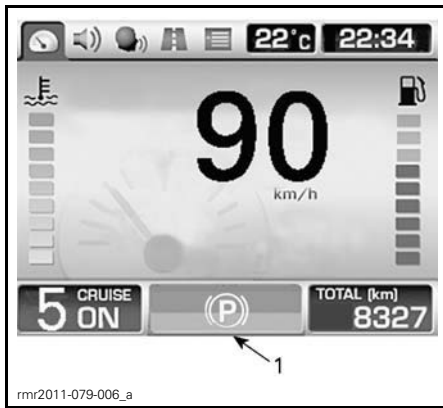 22°c 22:34
90
km/h
5 CRUISE ON
(P)
TOTAL (km)
8327
1
rmr2011-079-006_a